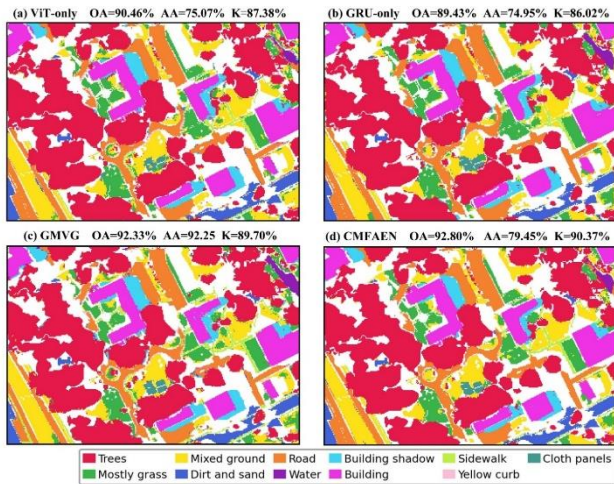 (a) ViT-only OA=90.46% AA=75.07% K=87.38%
(b) GRU-only OA=89.43% AA=74.95% K=86.02%
(c) GMVG OA=92.33% AA=92.25 K=89.70%
(d) CMFAEN OA=92.80% AA=79.45% K=90.37%
Trees Mixed ground Road Building shadow Sidewalk Cloth panels
Mostly grass Dirt and sand Water Building Yellow curb